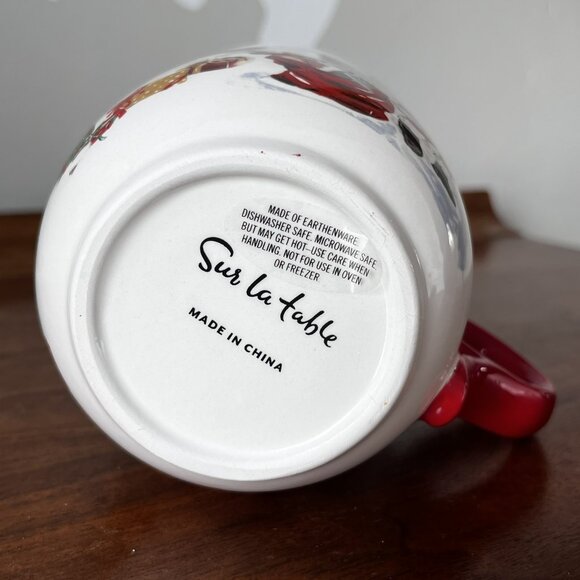 MADE OF EARTHENWARE.
DISHWASHER SAFE. MICROWAVE SAFE
BUT MAY GET HOT-USE CARE WHEN
HANDLING. NOT FOR USE IN OVEN
OR FREEZER
Sur la table
MADE IN CHINA